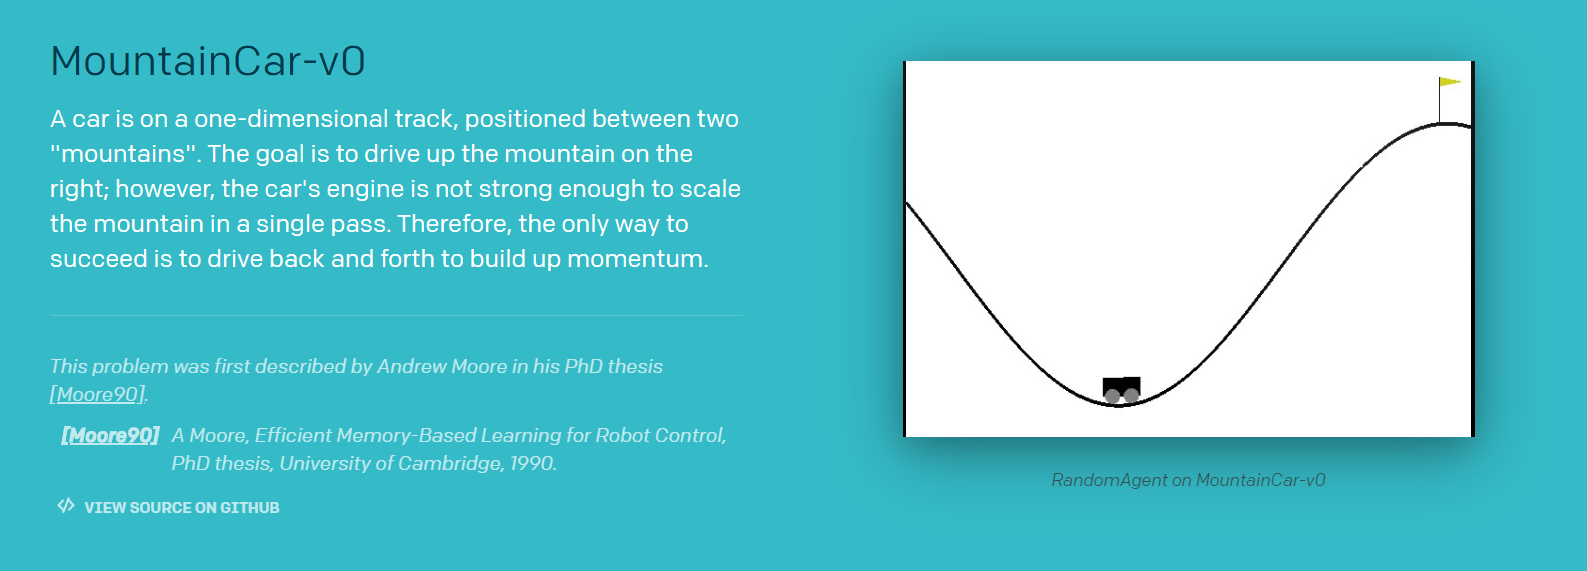 MountainCar-v0
A car is on a one-dimensional track, positioned between two
"mountains". The goal is to drive up the mountain on the
right; however, the car's engine is not strong enough to scale
the mountain in a single pass. Therefore, the only way to
succeed is to drive back and forth to build up momentum.
This problem was first described by Andrew Moore in his PhD thesis
[Moore90].
[Moore90] A Moore, Efficient Memory-Based Learning for Robot Control,
PhD thesis, University of Cambridge, 1990.
VIEW SOURCE ON GITHUB
RandomAgent on MountainCar-v0